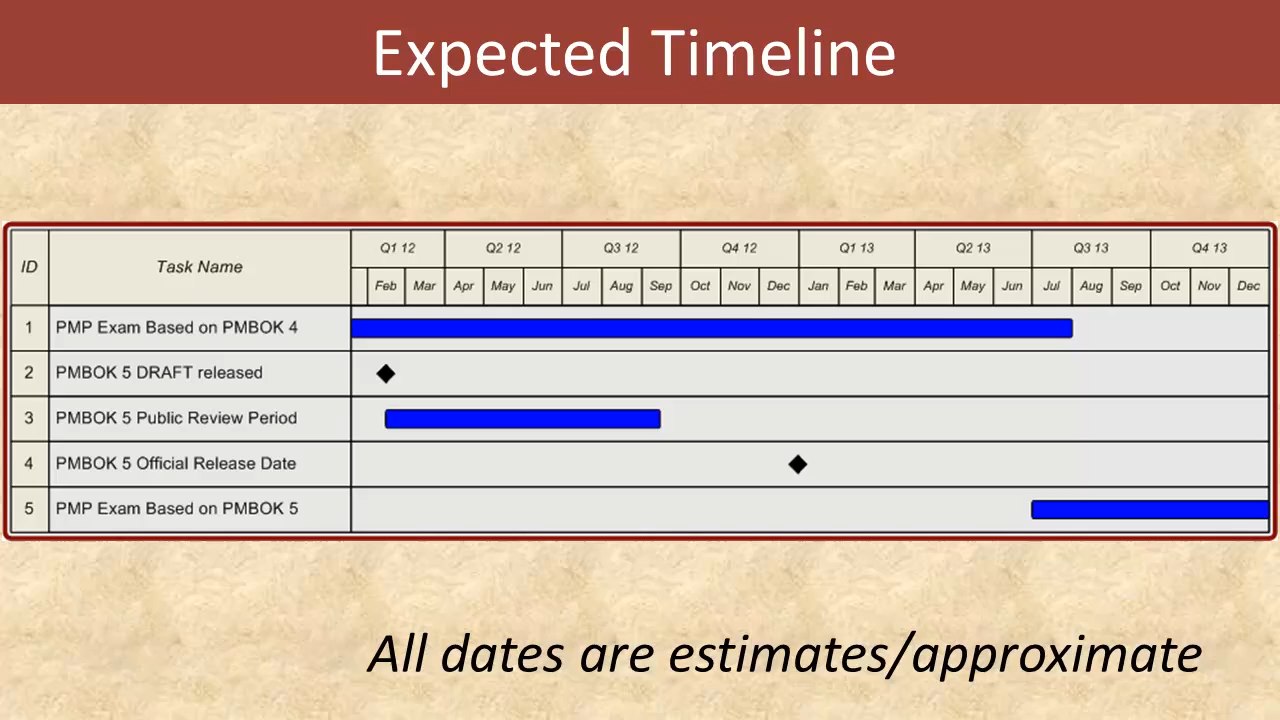 Expected Timeline
ID Task Name Q1 12 Q2 12 Q3 12 Q4 12 Q1 13 Q2 13 Q3 13 Q4 13
Feb Mar Apr May Jun Jul Aug Sep Oct Nov Dec Jan Feb Mar Apr May Jun Jul Aug Sep Oct Nov Dec
1 PMP Exam Based on PMBOK 4
2 PMBOK 5 DRAFT released
3 PMBOK 5 Public Review Period
4 PMBOK 5 Official Release Date
5 PMP Exam Based on PMBOK 5
All dates are estimates/approximate